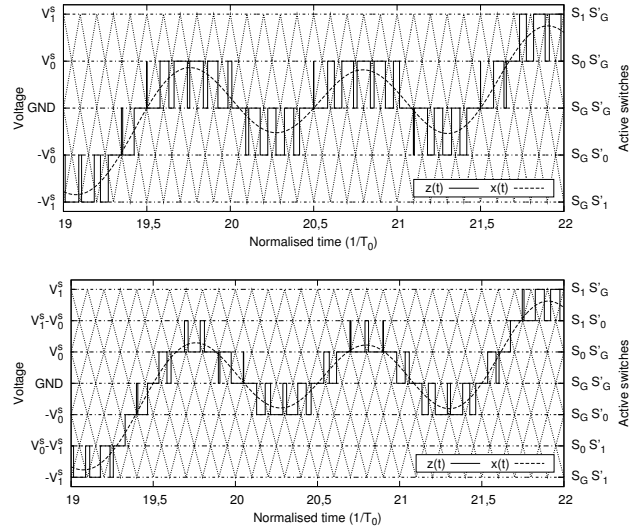 V₁ˢ
S₁ S'G
V₀ˢ
S₀ S'G
GND
SG S'G
-V₀ˢ
SG S'₀
-V₁ˢ
SG S'₁
Voltage
Active switches
z(t) x(t)
19 19,5 20 20,5 21 21,5 22
Normalised time (1/T₀)
V₁ˢ
S₁ S'G
V₁ˢ-V₀ˢ
S₁ S'₀
V₀ˢ
S₀ S'G
GND
SG S'G
-V₀ˢ
SG S'₀
V₀ˢ-V₁ˢ
S₀ S'₁
-V₁ˢ
SG S'₁
Voltage
Active switches
z(t) x(t)
19 19,5 20 20,5 21 21,5 22
Normalised time (1/T₀)